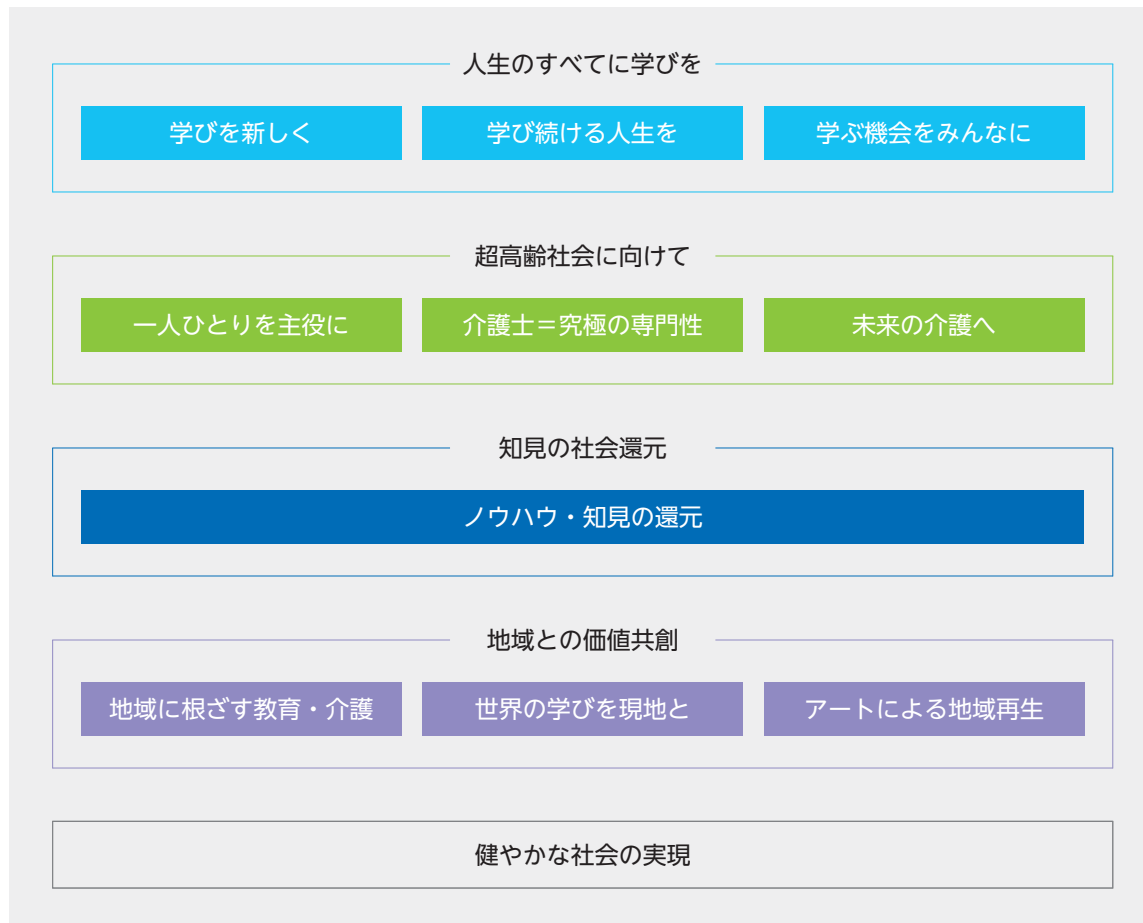 人生のすべてに学びを
学びを新しく
学び続ける人生を
学ぶ機会をみんなに
超高齢社会に向けて
一人ひとりを主役に
介護士＝究極の専門性
未来の介護へ
知見の社会還元
ノウハウ・知見の還元
地域との価値共創
地域に根ざす教育・介護
世界の学びを現地と
アートによる地域再生
健やかな社会の実現